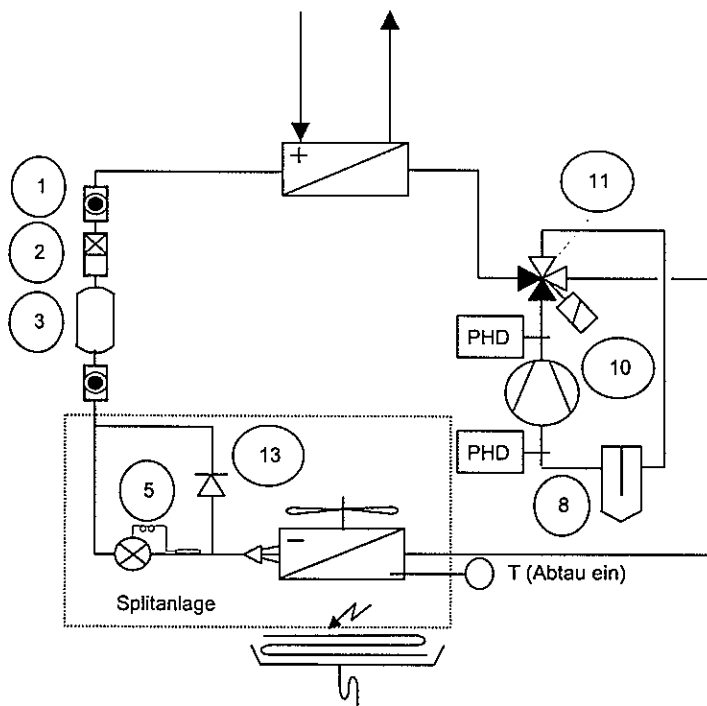 1
11
+
2
3
PHD
10
PHD
13
5
8
-
T (Abtau ein)
Splitanlage